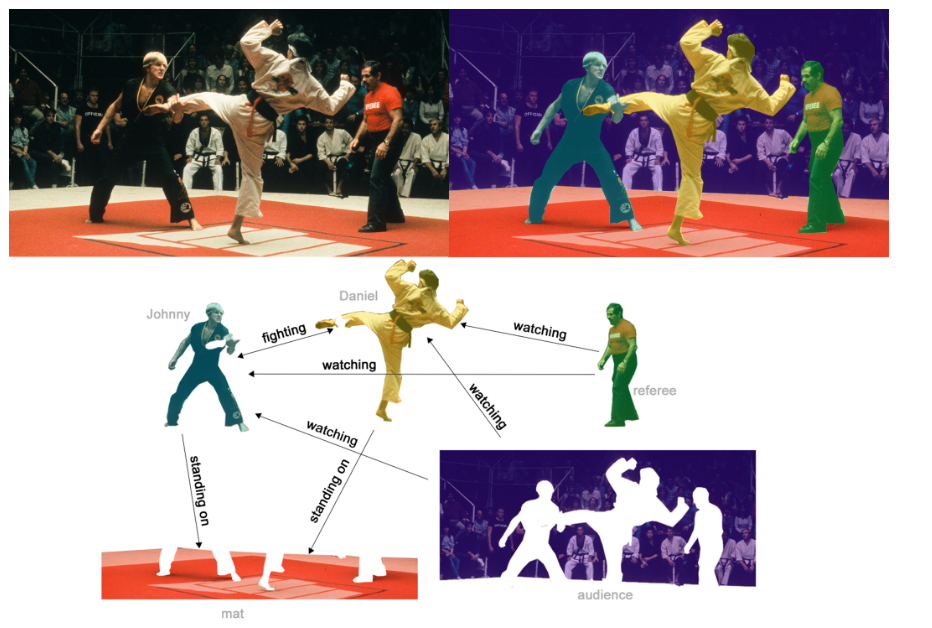 Daniel
Johnny
fighting
watching
watching
watching
referee
watching
standing on
standing on
audience
mat